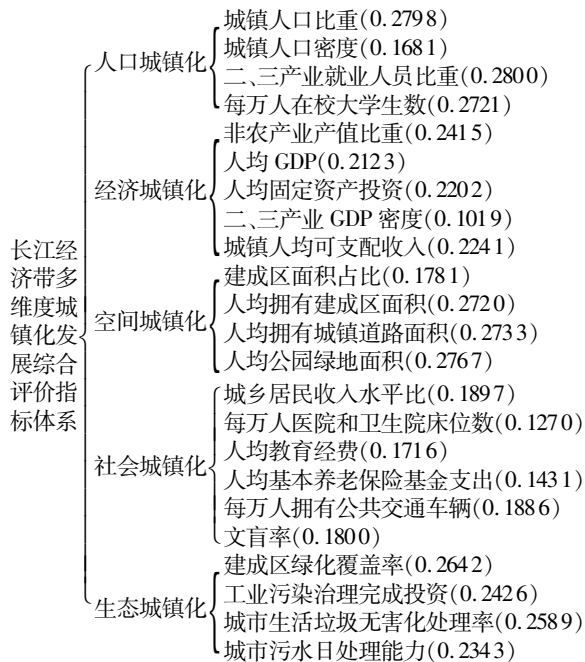 长江经
济带多
维度城
镇化发
展综合
评价指
标体系
人口城镇化
城镇人口比重(0.2798)
城镇人口密度(0.1681)
二、三产业就业人员比重(0.2800)
每万人在校大学生数(0.2721)
经济城镇化
非农产业产值比重(0.2415)
人均 GDP(0.2123)
人均固定资产投资(0.2202)
二、三产业 GDP 密度(0.1019)
城镇人均可支配收入(0.2241)
空间城镇化
建成区面积占比(0.1781)
人均拥有建成区面积(0.2720)
人均拥有城镇道路面积(0.2733)
人均公园绿地面积(0.2767)
社会城镇化
城乡居民收入水平比(0.1897)
每万人医院和卫生院床位数(0.1270)
人均教育经费(0.1716)
人均基本养老保险基金支出(0.1431)
每万人拥有公共交通车辆(0.1886)
文盲率(0.1800)
生态城镇化
建成区绿化覆盖率(0.2642)
工业污染治理完成投资(0.2426)
城市生活垃圾无害化处理率(0.2589)
城市污水日处理能力(0.2343)